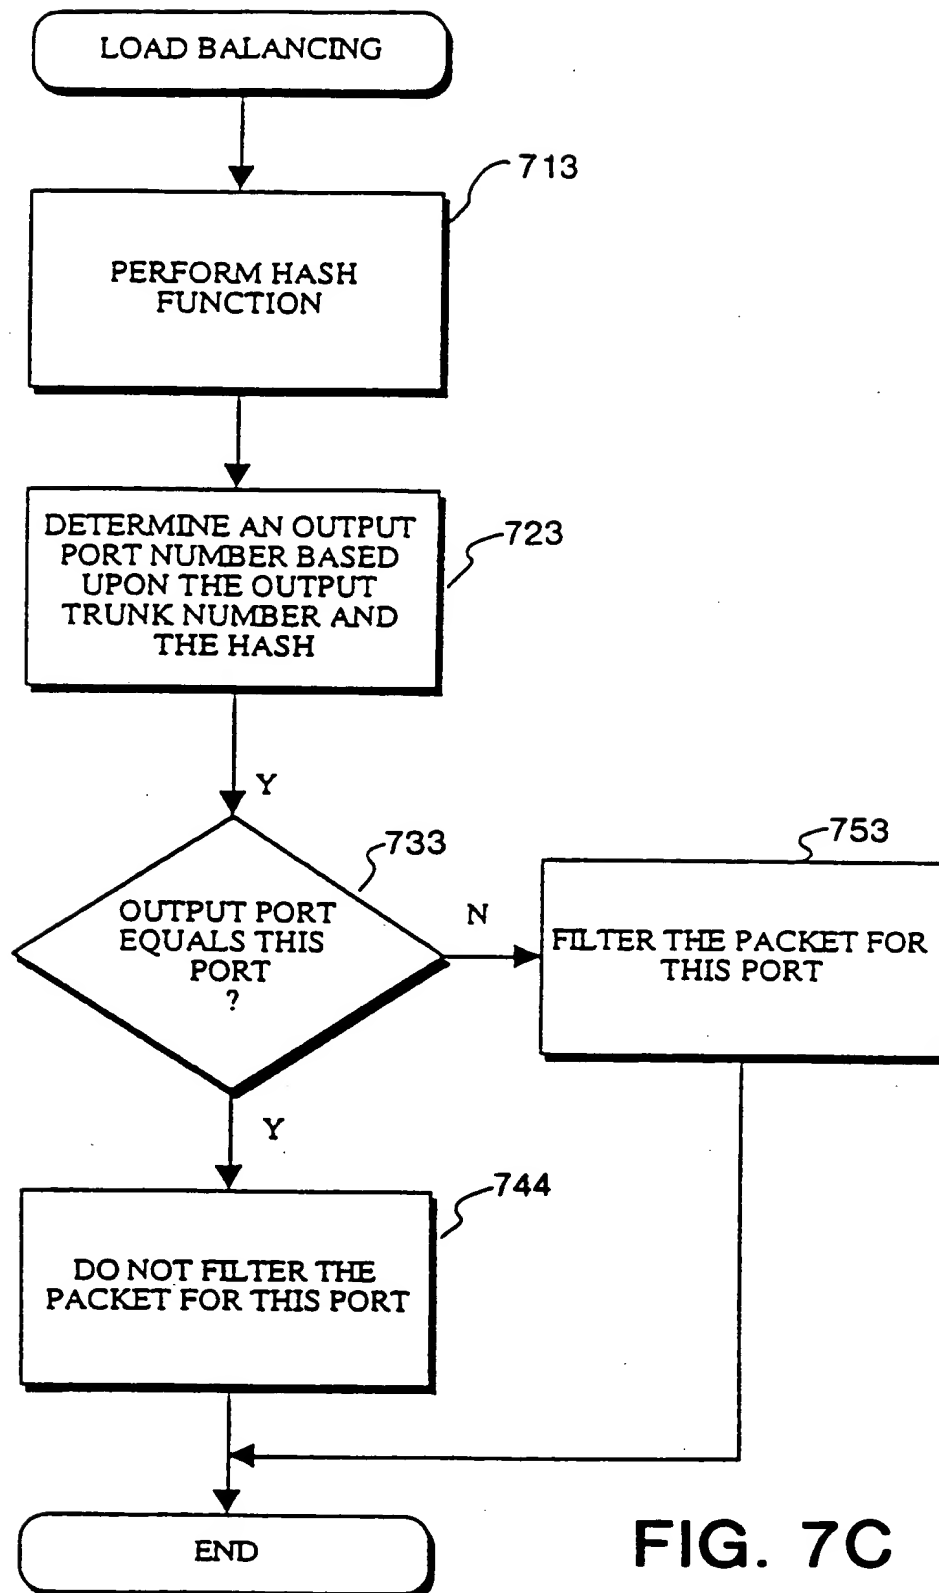 LOAD BALANCING
713
PERFORM HASH
FUNCTION
DETERMINE AN OUTPUT
PORT NUMBER BASED
UPON THE OUTPUT
TRUNK NUMBER AND
THE HASH
723
Y
733
OUTPUT PORT
EQUALS THIS
PORT
?
N
753
FILTER THE PACKET FOR
THIS PORT
Y
744
DO NOT FILTER THE
PACKET FOR THIS PORT
END
FIG. 7C